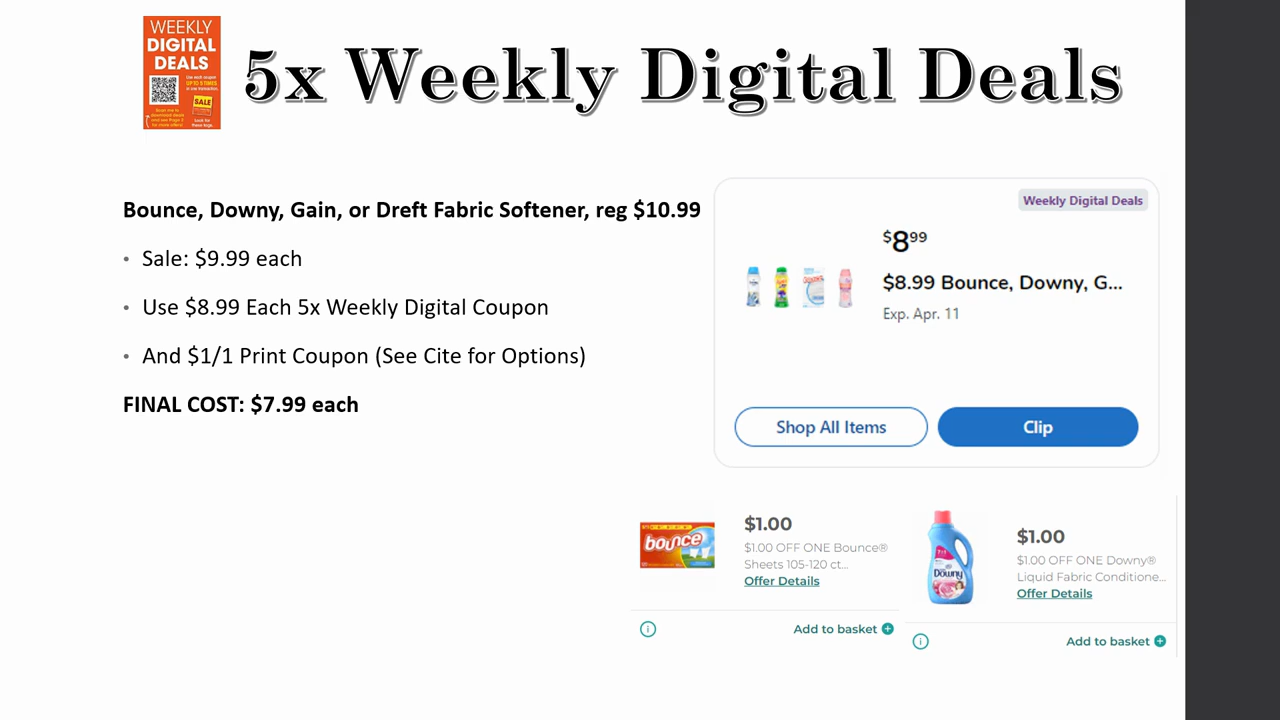 WEEKLY
DIGITAL
DEALS
SALE
5x Weekly Digital Deals
Bounce, Downy, Gain, or Dreft Fabric Softener, reg $10.99
• Sale: $9.99 each
• Use $8.99 Each 5x Weekly Digital Coupon
• And $1/1 Print Coupon (See Cite for Options)
FINAL COST: $7.99 each
Weekly Digital Deals
$8 99
$8.99 Bounce, Downy, G...
Exp. Apr. 11
Shop All Items
Clip
bounce
$1.00
$1.00 OFF ONE Bounce®
Sheets 105-120 ct...
Offer Details
Add to basket
Downy
$1.00
$1.00 OFF ONE Downy®
Liquid Fabric Conditione...
Offer Details
Add to basket